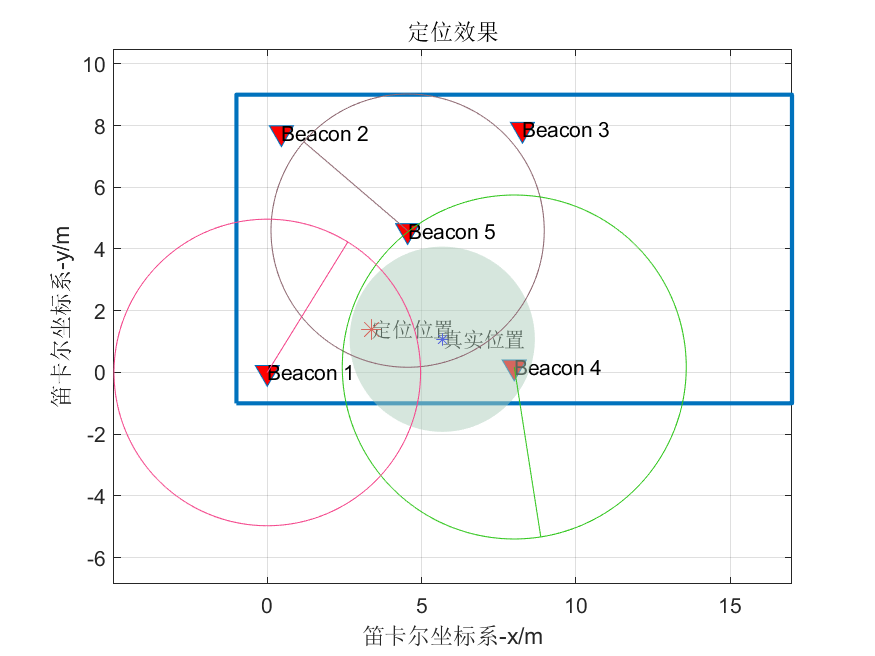 定位效果
10
8
6
4
2
0
-2
-4
-6
笛卡尔坐标系-y/m
Beacon 2
Beacon 3
Beacon 5
定位位置
真实位置
Beacon 1
Beacon 4
0
5
10
15
笛卡尔坐标系-x/m